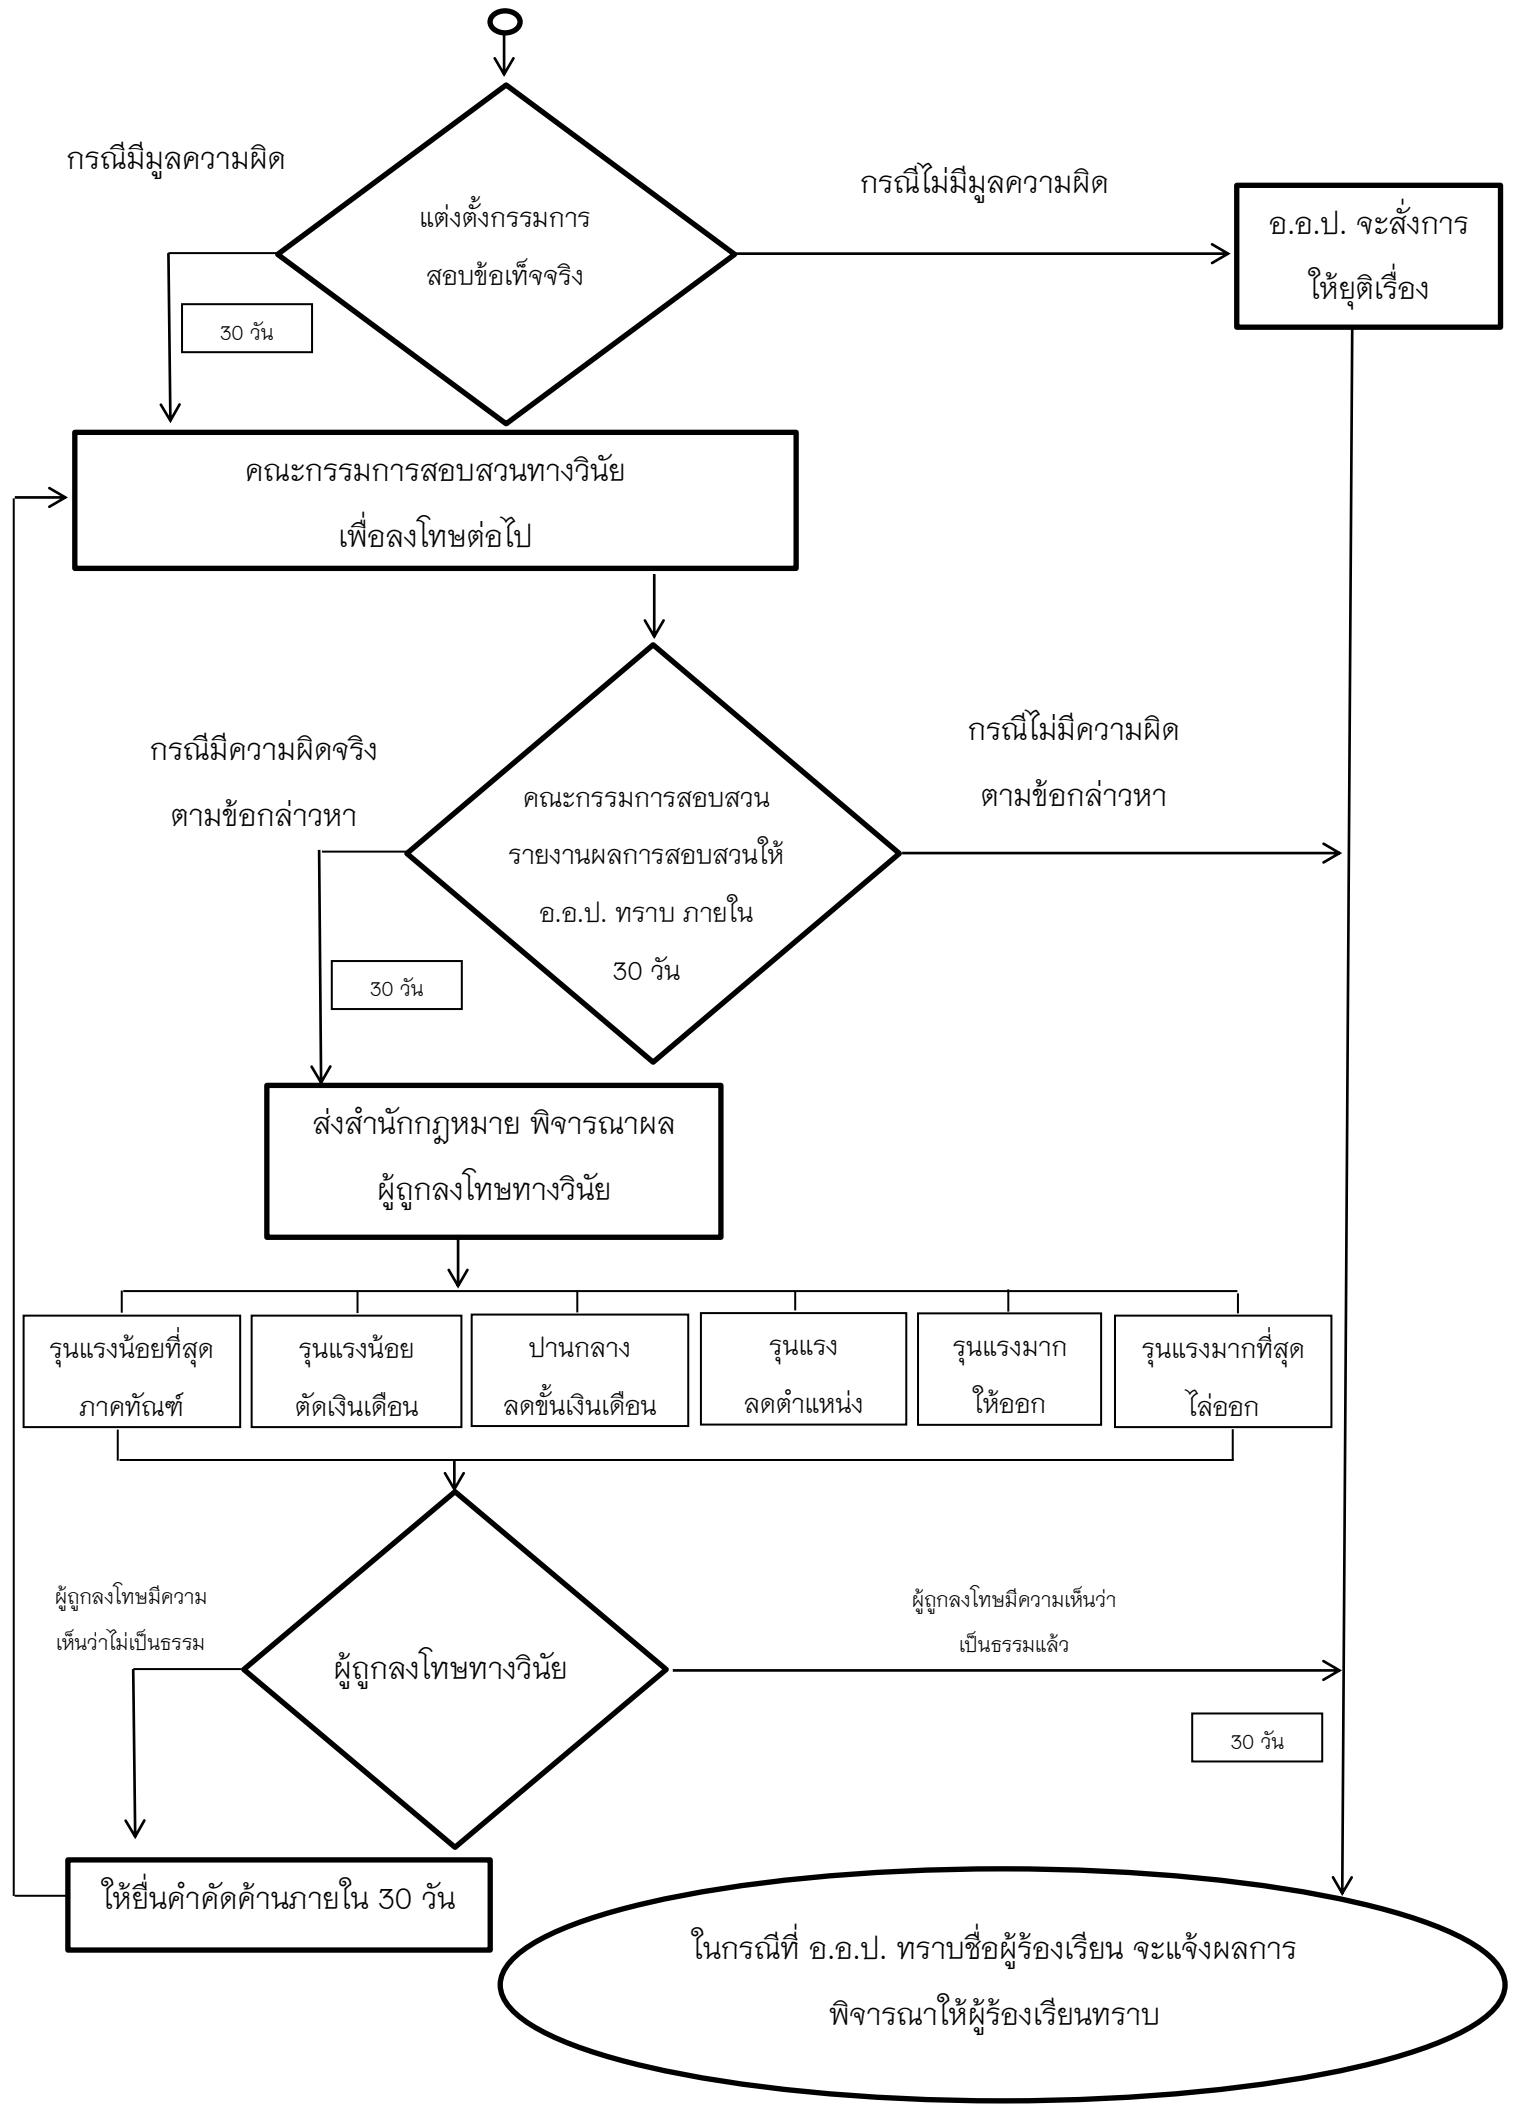 กรณีมีมูลความผิด
กรณีไม่มีมูลความผิด
แต่งตั้งกรรมการ
สอบข้อเท็จจริง
อ.อ.ป. จะสั่งการ
ให้ยุติเรื่อง
30 วัน
คณะกรรมการสอบสวนทางวินัย
เพื่อลงโทษต่อไป
กรณีมีความผิดจริง
ตามข้อกล่าวหา
กรณีไม่มีความผิด
ตามข้อกล่าวหา
คณะกรรมการสอบสวน
รายงานผลการสอบสวนให้
อ.อ.ป. ทราบ ภายใน
30 วัน
30 วัน
ส่งสำนักกฎหมาย พิจารณาผล
ผู้ถูกลงโทษทางวินัย
รุนแรงน้อยที่สุด
ภาคทัณฑ์
รุนแรงน้อย
ตัดเงินเดือน
ปานกลาง
ลดขั้นเงินเดือน
รุนแรง
ลดตำแหน่ง
รุนแรงมาก
ให้ออก
รุนแรงมากที่สุด
ไล่ออก
ผู้ถูกลงโทษมีความ
เห็นว่าไม่เป็นธรรม
ผู้ถูกลงโทษทางวินัย
ผู้ถูกลงโทษมีความเห็นว่า
เป็นธรรมแล้ว
30 วัน
ให้ยื่นคำคัดค้านภายใน 30 วัน
ในกรณีที่ อ.อ.ป. ทราบชื่อผู้ร้องเรียน จะแจ้งผลการ
พิจารณาให้ผู้ร้องเรียนทราบ